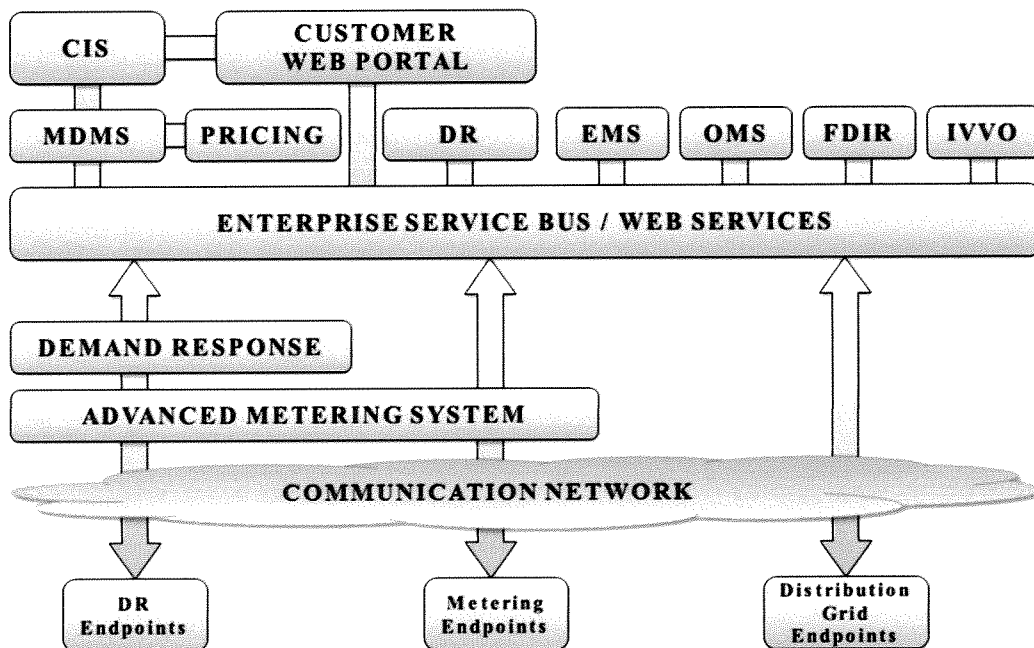 CIS
CUSTOMER
WEB PORTAL
MDMS
PRICING
DR
EMS
OMS
FDIR
IVVO
ENTERPRISE SERVICE BUS / WEB SERVICES
DEMAND RESPONSE
ADVANCED METERING SYSTEM
COMMUNICATION NETWORK
DR
Endpoints
Metering
Endpoints
Distribution
Grid
Endpoints